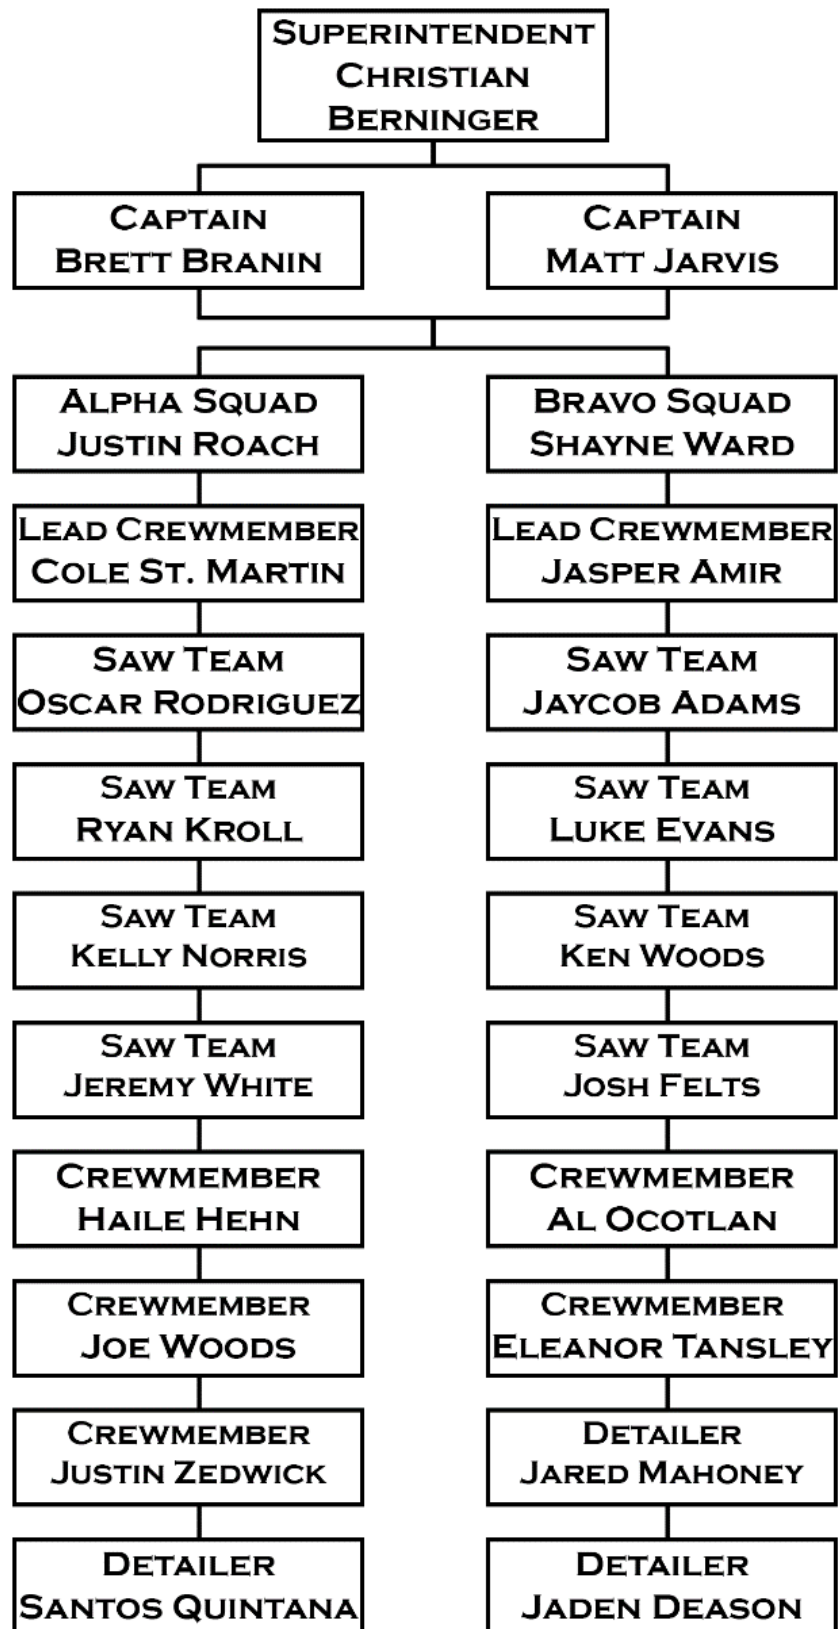 Superintendent
Christian
Berninger
Captain
Brett Branin
Captain
Matt Jarvis
Alpha Squad
Justin Roach
Bravo Squad
Shayne Ward
Lead Crewmember
Cole St. Martin
Lead Crewmember
Jasper Amir
Saw Team
Oscar Rodriguez
Saw Team
Jaycob Adams
Saw Team
Ryan Kroll
Saw Team
Luke Evans
Saw Team
Kelly Norris
Saw Team
Ken Woods
Saw Team
Jeremy White
Saw Team
Josh Felts
Crewmember
Haile Hehn
Crewmember
Al Ocotlan
Crewmember
Joe Woods
Crewmember
Eleanor Tansley
Crewmember
Justin Zedwick
Detailer
Jared Mahoney
Detailer
Santos Quintana
Detailer
Jaden Deason